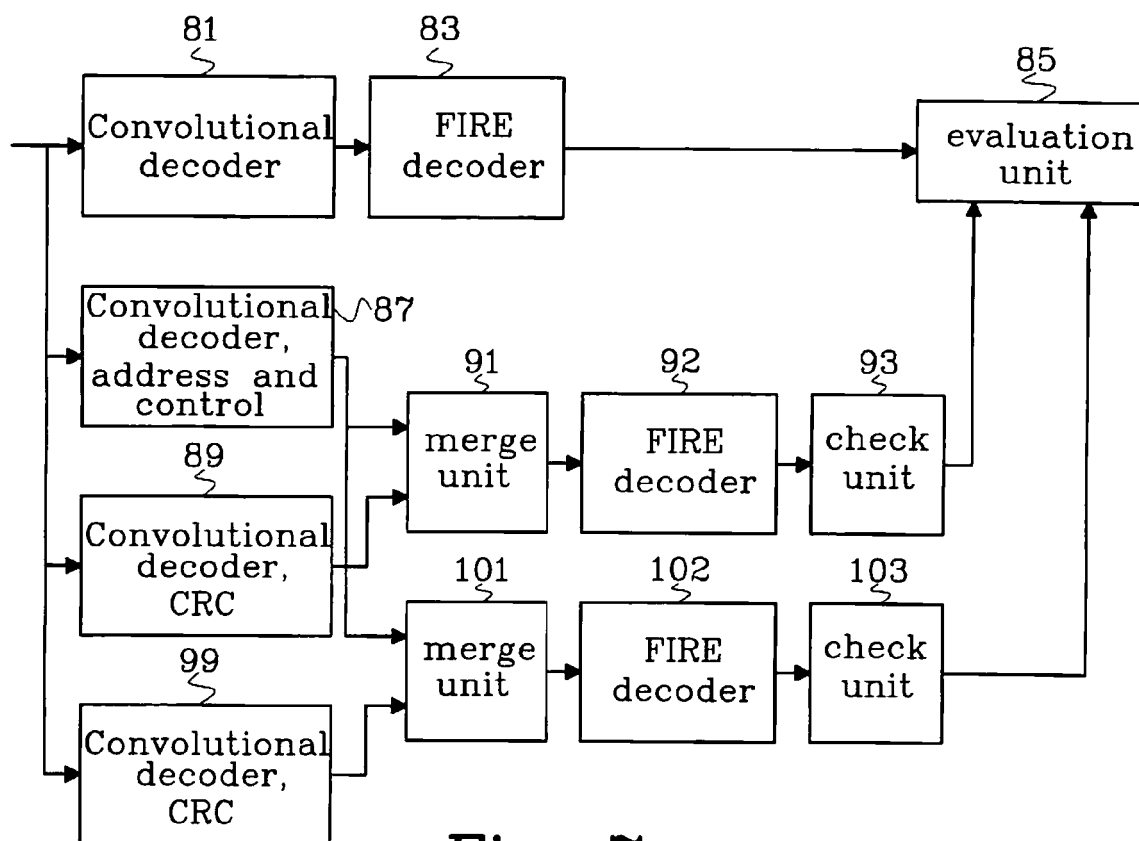 81
Convolutional
decoder
83
FIRE
decoder
85
evaluation
unit
Convolutional
decoder,
address and
control
87
89
Convolutional
decoder,
CRC
99
Convolutional
decoder,
CRC
91
merge
unit
92
FIRE
decoder
93
check
unit
101
merge
unit
102
FIRE
decoder
103
check
unit